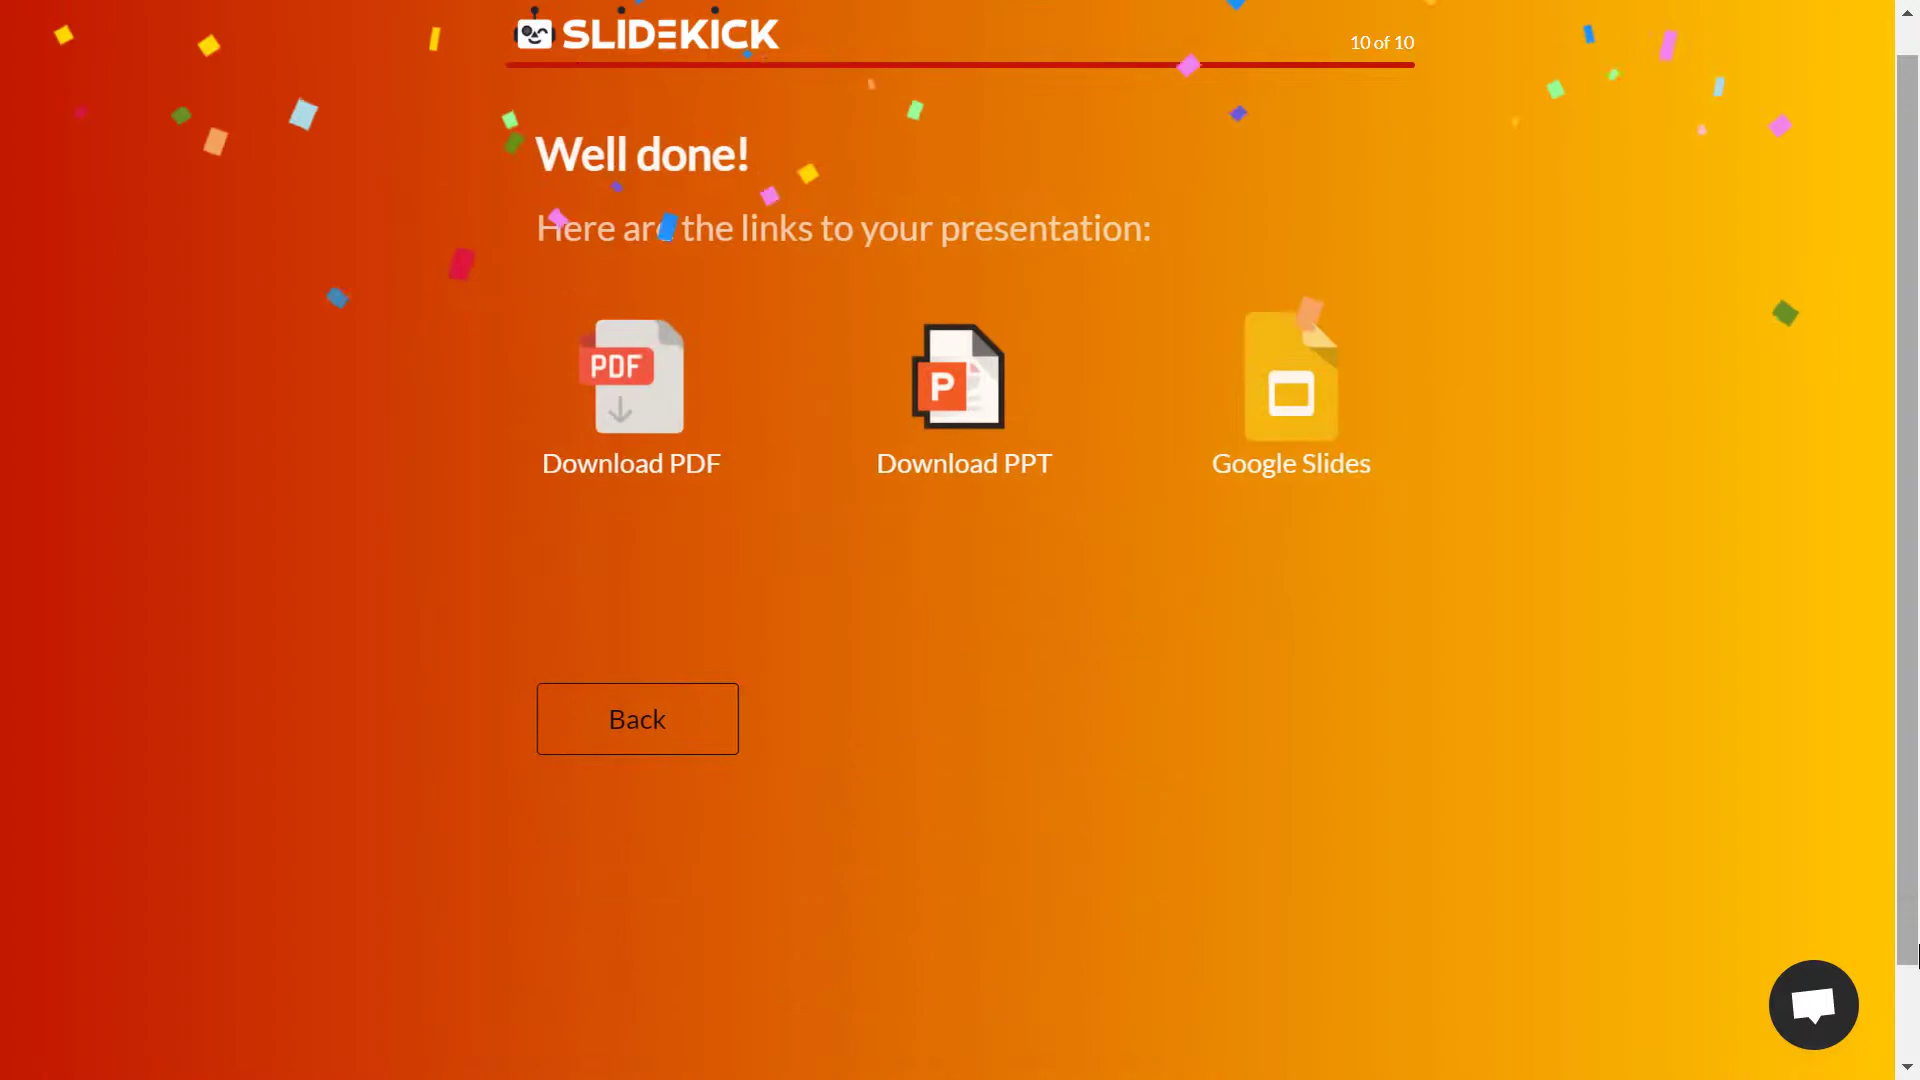 SLIDEKICK
10 of 10
Well done!
Here are the links to your presentation:
PDF
P
Download PDF
Download PPT
Google Slides
Back